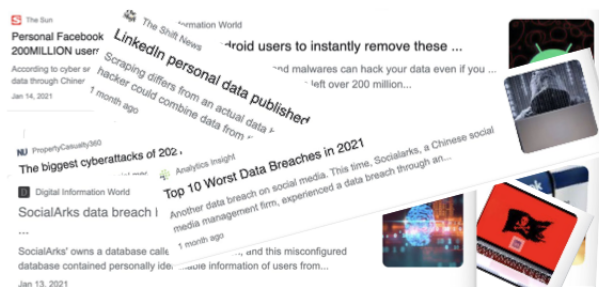 The Sun
Personal Facebook
200MILLION users
According to cyber
data through
Jan 14, 2021
The Shift News
LinkedIn personal data published
Scraping differs from an actual data
hacker could combine data from
1 month ago
Information World
droid users to instantly remove these ...
and malwares can hack your data even if you ...
left over 200 million...
NU PropertyCasualty360
The biggest cyberattacks of 202
D Digital Information World
SocialArks data breach
...
SocialArks' owns a database and this misconfigured
database contained personally information of users from...
Jan 13, 2021
Analytics Insight
Top 10 Worst Data Breaches in 2021
Another data breach on social media. This time, Socialarks, a Chinese social
media management firm, experienced a data breach through an...
1 month ago